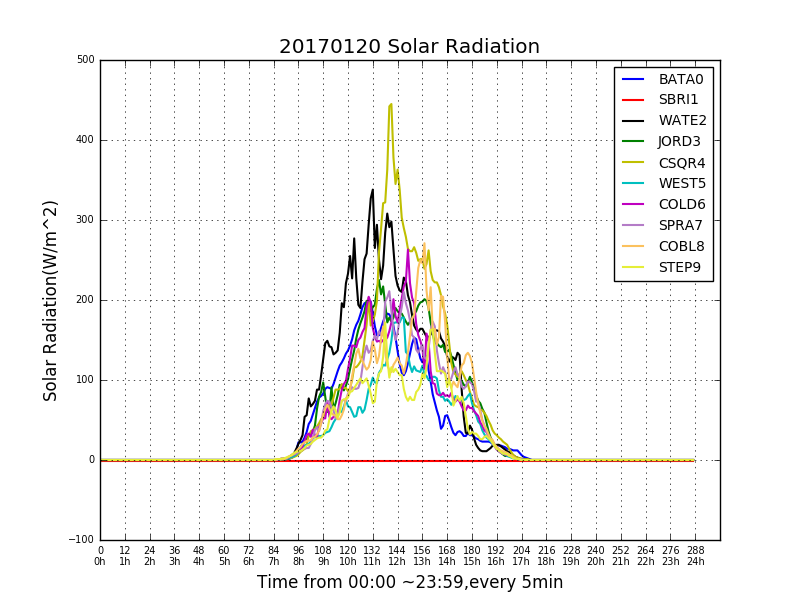 20170120 Solar Radiation
500
400
300
200
100
0
−100
Solar Radiation(W/m^2)
BATA0
SBRI1
WATE2
JORD3
CSQR4
WEST5
COLD6
SPRA7
COBL8
STEP9
0 12 24 36 48 60 72 84 96 108 120 132 144 156 168 180 192 204 216 228 240 252 264 276 288
0h 1h 2h 3h 4h 5h 6h 7h 8h 9h 10h 11h 12h 13h 14h 15h 16h 17h 18h 19h 20h 21h 22h 23h 24h
Time from 00:00 ~23:59,every 5min